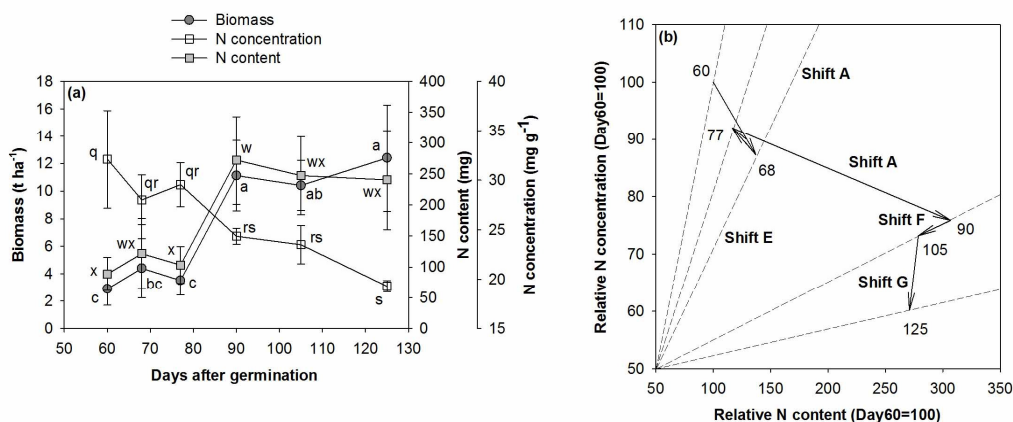 Biomass
N concentration
N content
(a)
18
16
14
12
10
8
6
4
2
0
Biomass (t ha-1)
400
350
300
250
200
150
100
50
0
N content (mg)
40
35
30
25
20
15
N concentration (mg g-1)
q
qr
qr
w
wx
a
a
ab
wx
wx
x
x
rs
rs
c
bc
c
s
50 60 70 80 90 100 110 120 130
Days after germination
(b)
110
100
90
80
70
60
50
Relative N concentration (Day60=100)
60
Shift A
77
68
Shift A
Shift E
Shift F
90
105
Shift G
125
50 100 150 200 250 300 350
Relative N content (Day60=100)